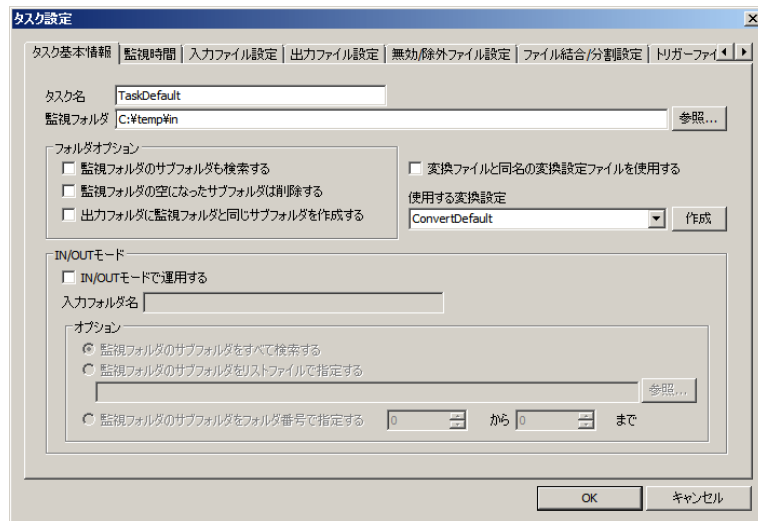 タスク設定
タスク基本情報 監視時間 入力ファイル設定 出力ファイル設定 無効/除外ファイル設定 ファイル結合/分割設定 トリガーファイ
タスク名 TaskDefault
監視フォルダ C:¥temp¥in 参照...
フォルダオプション
監視フォルダのサブフォルダも検索する
監視フォルダの空になったサブフォルダは削除する
出力フォルダに監視フォルダと同じサブフォルダを作成する
変換ファイルと同名の変換設定ファイルを使用する
使用する変換設定
ConvertDefault 作成
IN/OUTモード
IN/OUTモードで運用する
入力フォルダ名
オプション
監視フォルダのサブフォルダをすべて検索する
監視フォルダのサブフォルダをリストファイルで指定する
参照...
監視フォルダのサブフォルダをフォルダ番号で指定する 0 から 0 まで
OK キャンセル